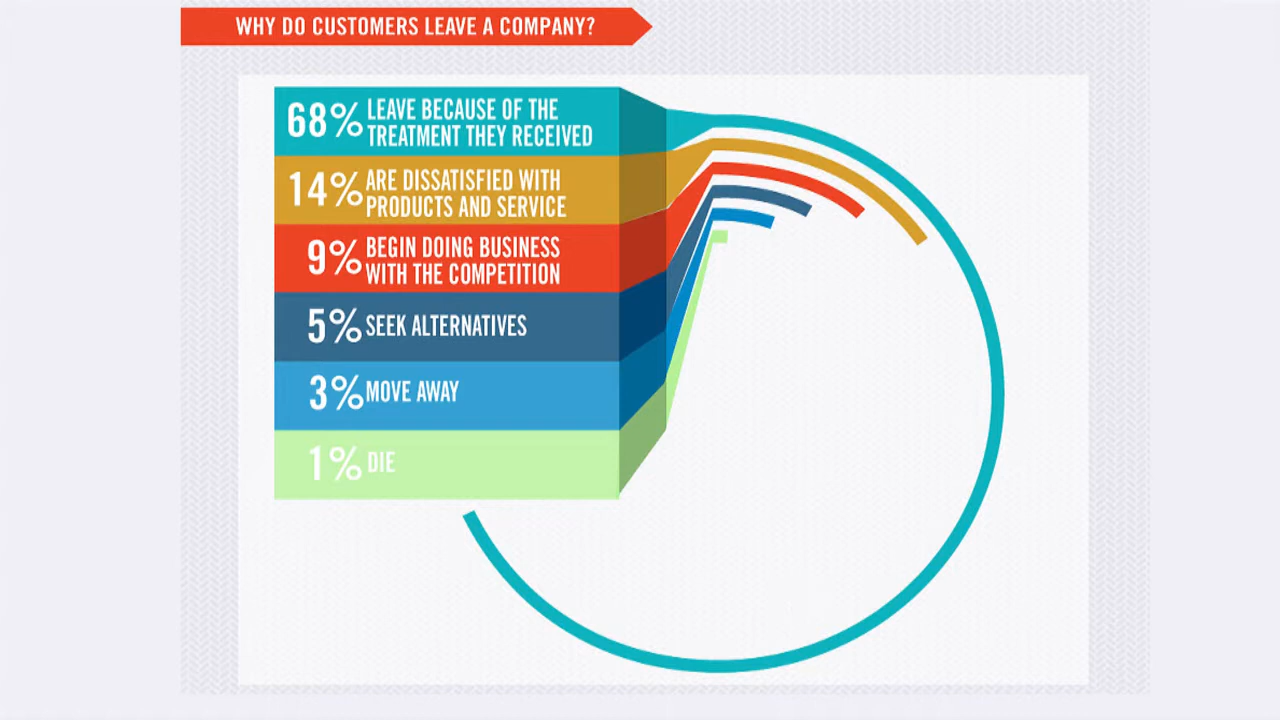 WHY DO CUSTOMERS LEAVE A COMPANY?
68% LEAVE BECAUSE OF THE
TREATMENT THEY RECEIVED
14% ARE DISSATISFIED WITH
PRODUCTS AND SERVICE
9% BEGIN DOING BUSINESS
WITH THE COMPETITION
5% SEEK ALTERNATIVES
3% MOVE AWAY
1% DIE